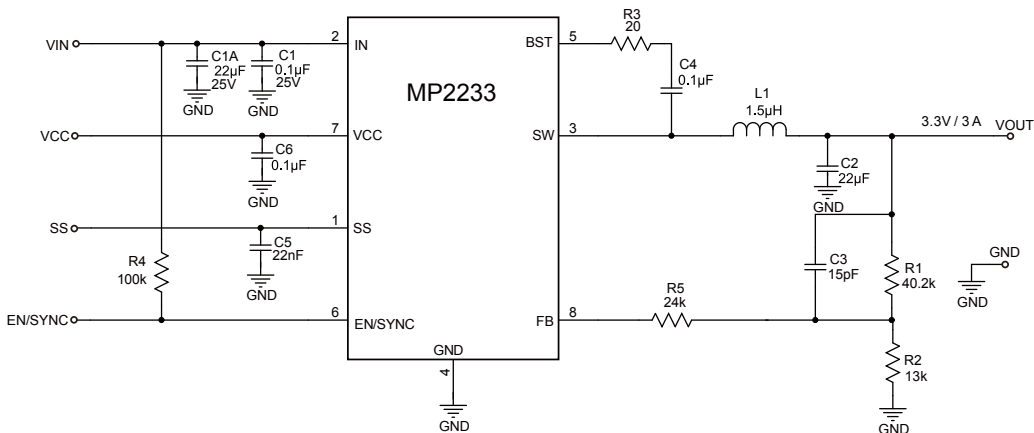 VIN
C1A
22µF
25V
GND
C1
0.1µF
25V
GND
2
IN
MP2233
BST
5
R3
20
C4
0.1µF
L1
1.5µH
VCC
C6
0.1µF
GND
7
VCC
SW
3
3.3V / 3 A
VOUT
C2
22µF
GND
SS
C5
22nF
GND
1
SS
R4
100k
C3
15pF
R1
40.2k
GND
GND
EN/SYNC
6
EN/SYNC
FB
8
R5
24k
GND
4
GND
R2
13k
GND